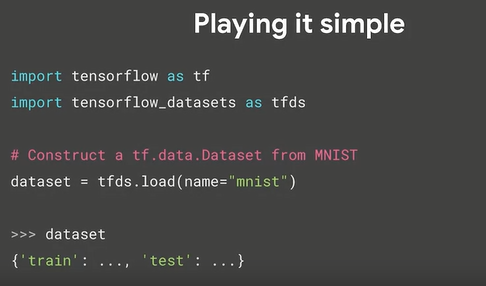 Playing it simple
import tensorflow as tf
import tensorflow_datasets as tfds
# Construct a tf.data.Dataset from MNIST
dataset = tfds.load(name="mnist")
>>> dataset
{'train': ..., 'test': ...}